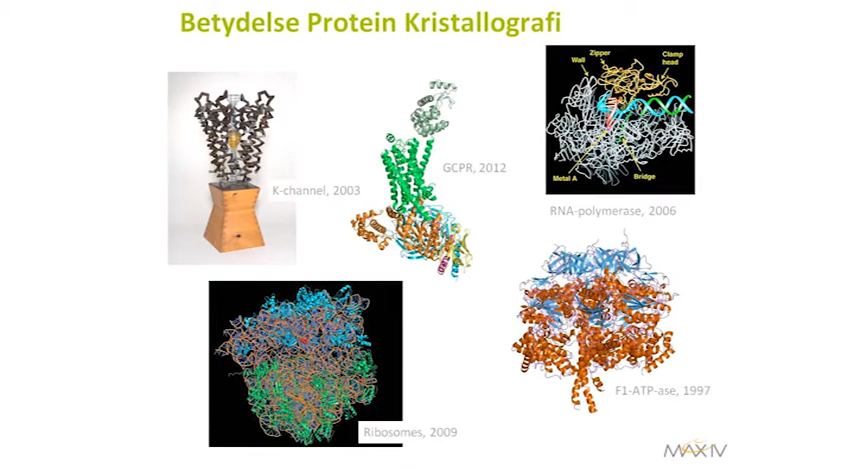 Betydelse Protein Kristallografi
K-channel, 2003
GCPR, 2012
Wall
Zipper
Clamp
head
Metal A
Bridge
RNA-polymerase, 2006
Ribosomes, 2009
F1-ATP-ase, 1997
MAX IV